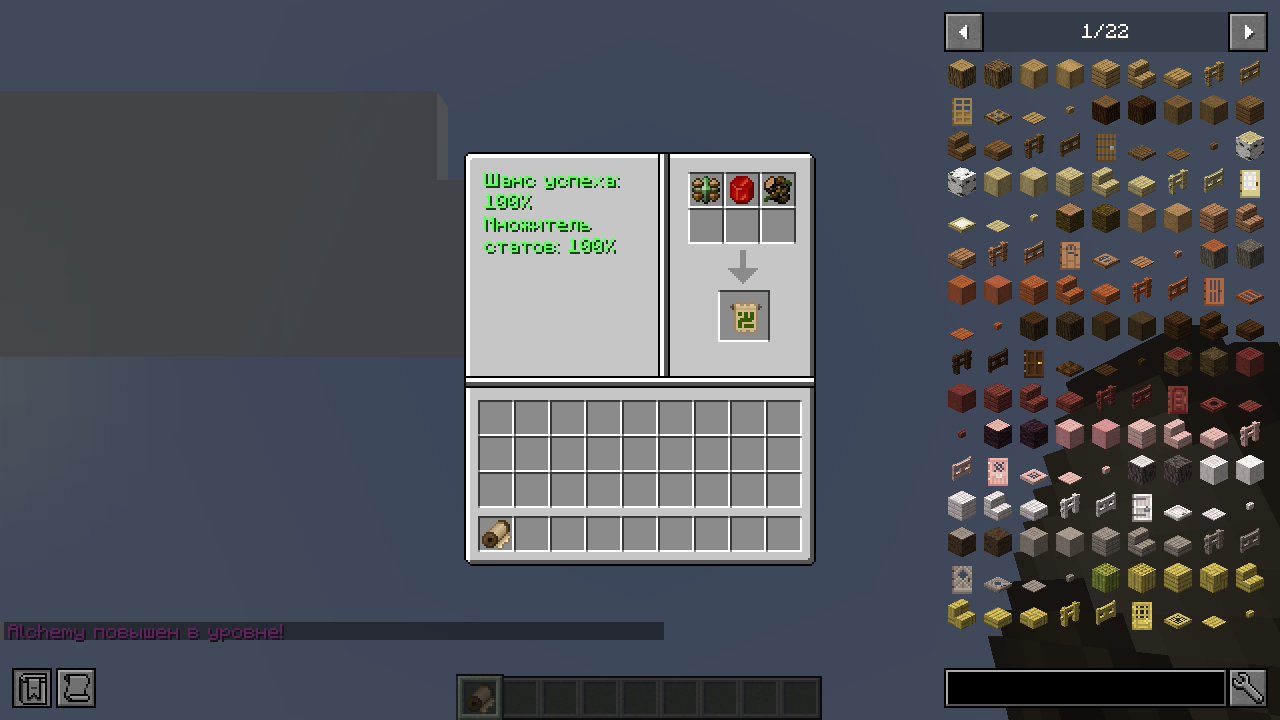 1/22
Шанс успеха:
100%
Множитель
статов: 100%
Alchemy повышен в уровне!